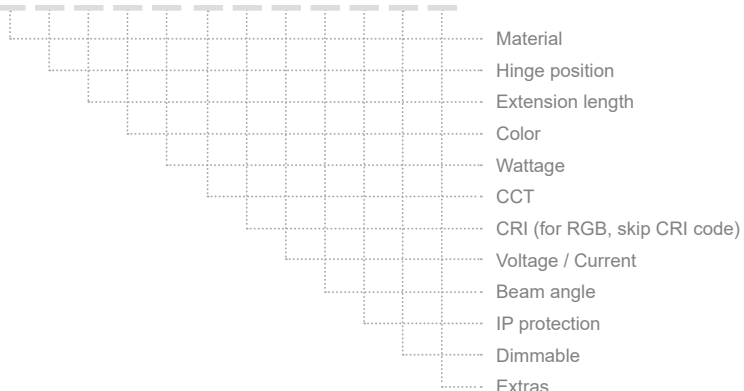 Material
Hinge position
Extension length
Color
Wattage
CCT
CRI (for RGB, skip CRI code)
Voltage / Current
Beam angle
IP protection
Dimmable
Extras